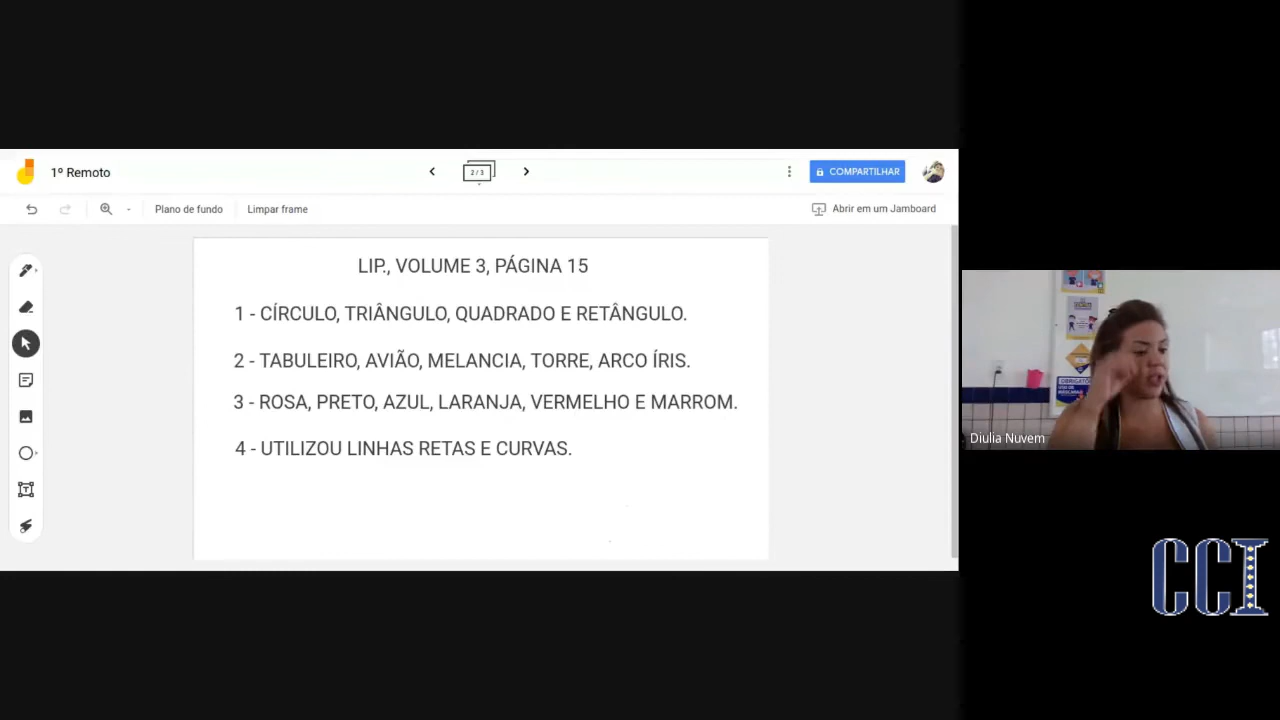 1º Remoto
2 / 3
COMPARTILHAR
Plano de fundo
Limpar frame
Abrir em um Jamboard
LIP., VOLUME 3, PÁGINA 15
1 - CÍRCULO, TRIÂNGULO, QUADRADO E RETÂNGULO.
2 - TABULEIRO, AVIÃO, MELANCIA, TORRE, ARCO ÍRIS.
3 - ROSA, PRETO, AZUL, LARANJA, VERMELHO E MARROM.
4 - UTILIZOU LINHAS RETAS E CURVAS.
Diulia Nuvem
CCI